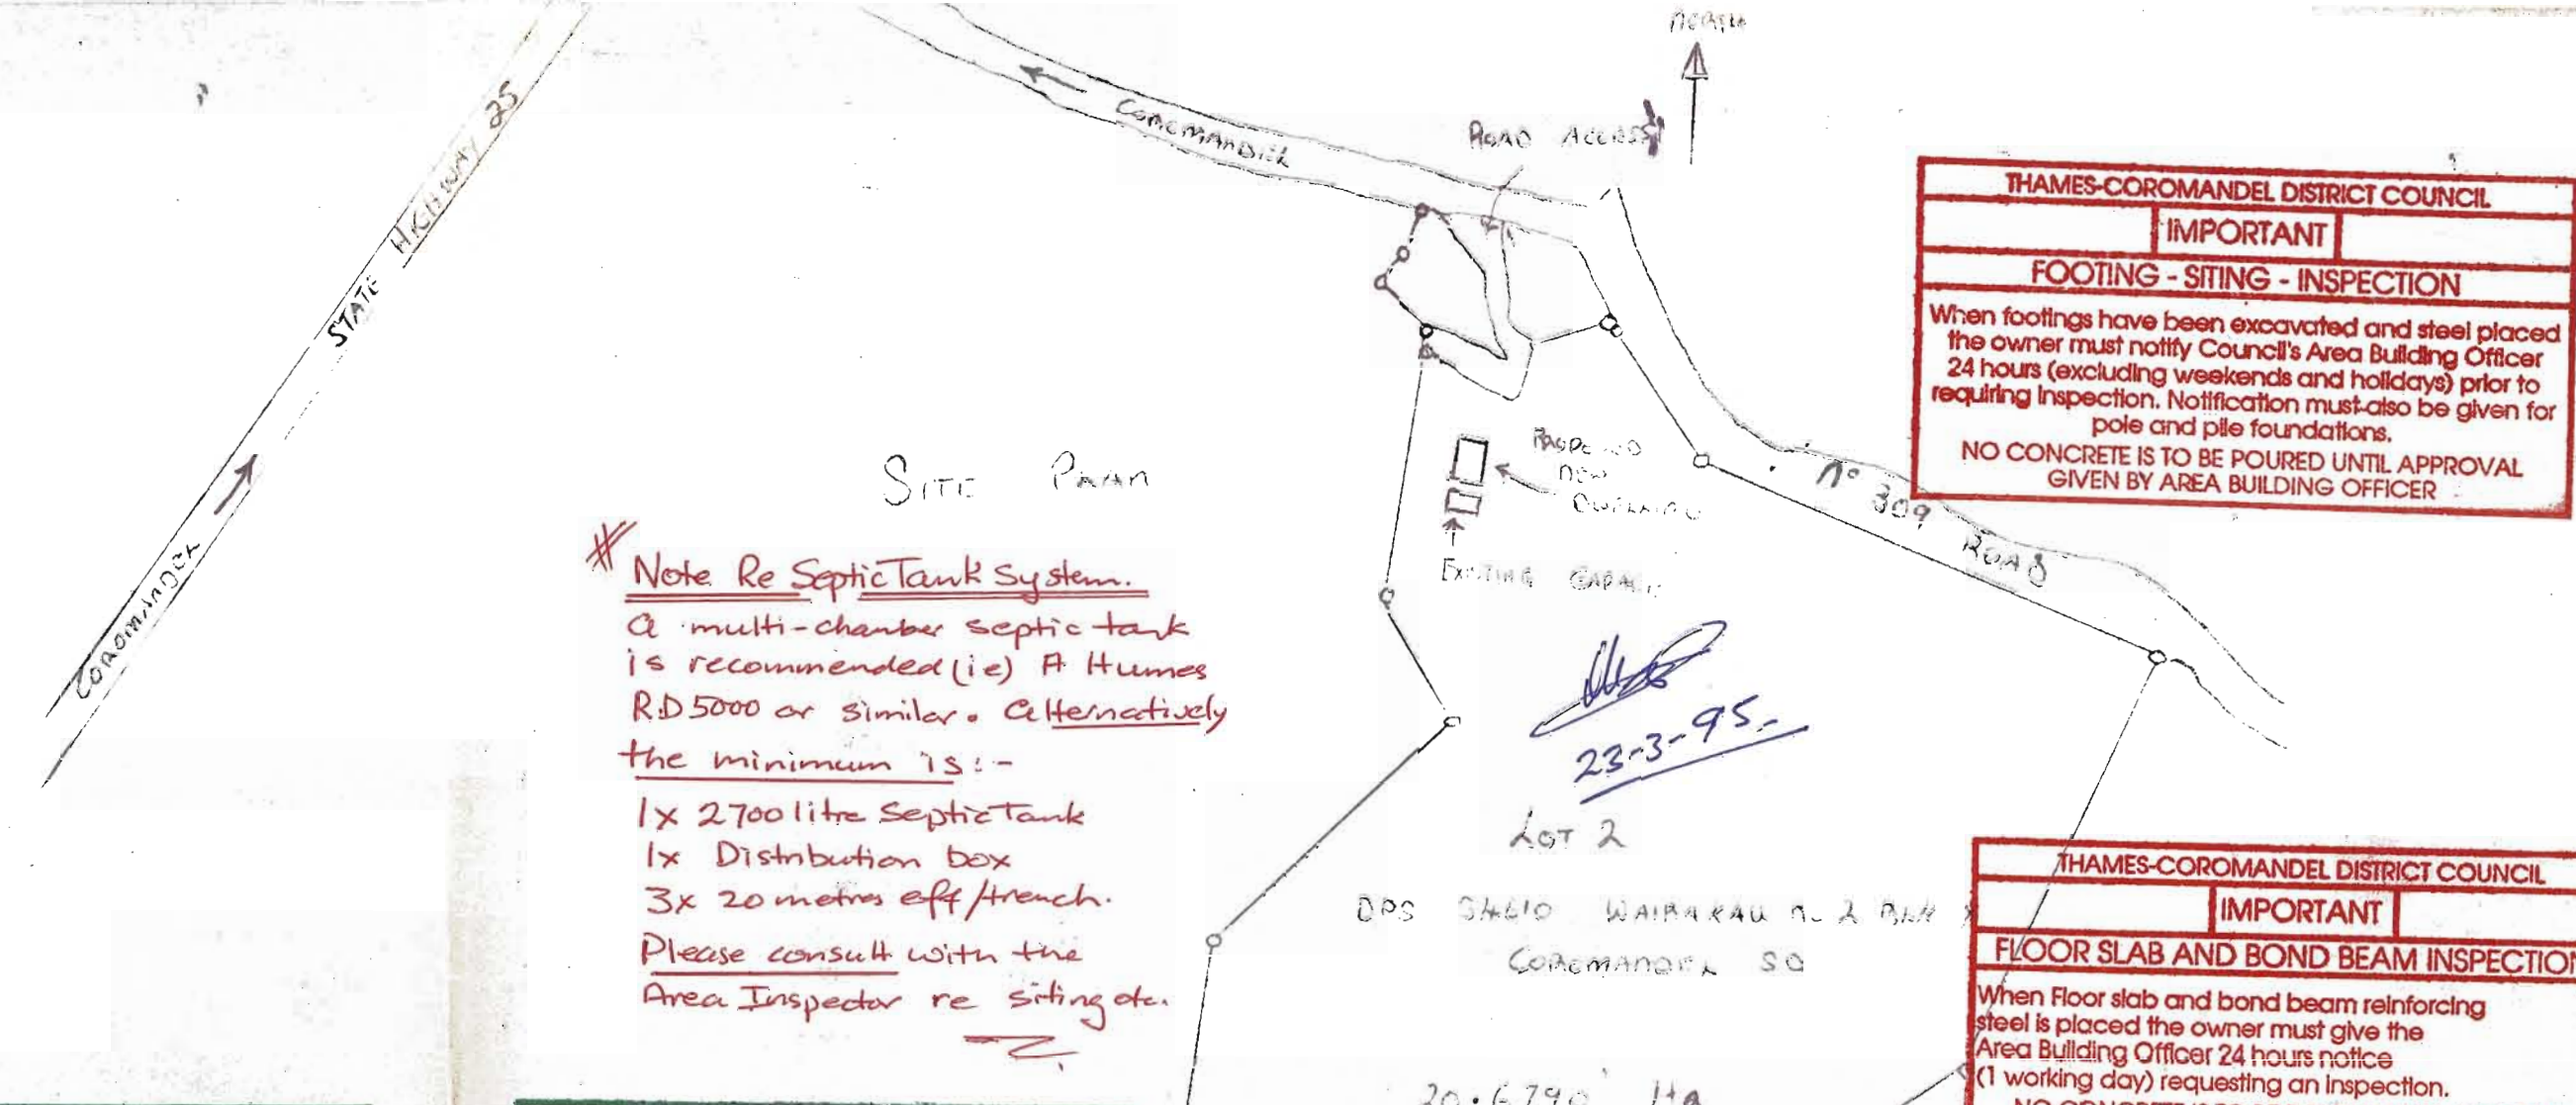 NORTH
STATE HIGHWAY 25
COROMANDEL
COROMANDEL
ROAD ACCESS
SITE PLAN
PROPOSED
NEW
DWELLING
EXISTING GARAGE
No 309 ROAD
# Note Re Septic Tank System.
A multi-chamber septic tank
is recommended (ie) A Humes
R.D 5000 or similar. Alternatively
the minimum is:-
1x 2700 litre Septic Tank
1x Distribution box
3x 20 metres eff/trench.
Please consult with the
Area Inspector re siting etc.
23-3-95.
LOT 2
DPS WAIRAKAU No 2 BLK
COROMANDEL SD
20.6790 Ha
THAMES-COROMANDEL DISTRICT COUNCIL
IMPORTANT
FOOTING - SITING - INSPECTION
When footings have been excavated and steel placed
the owner must notify Council's Area Building Officer
24 hours (excluding weekends and holidays) prior to
requiring inspection. Notification must also be given for
pole and pile foundations.
NO CONCRETE IS TO BE POURED UNTIL APPROVAL
GIVEN BY AREA BUILDING OFFICER
THAMES-COROMANDEL DISTRICT COUNCIL
IMPORTANT
FLOOR SLAB AND BOND BEAM INSPECTION
When Floor slab and bond beam reinforcing
steel is placed the owner must give the
Area Building Officer 24 hours notice
(1 working day) requesting an inspection.